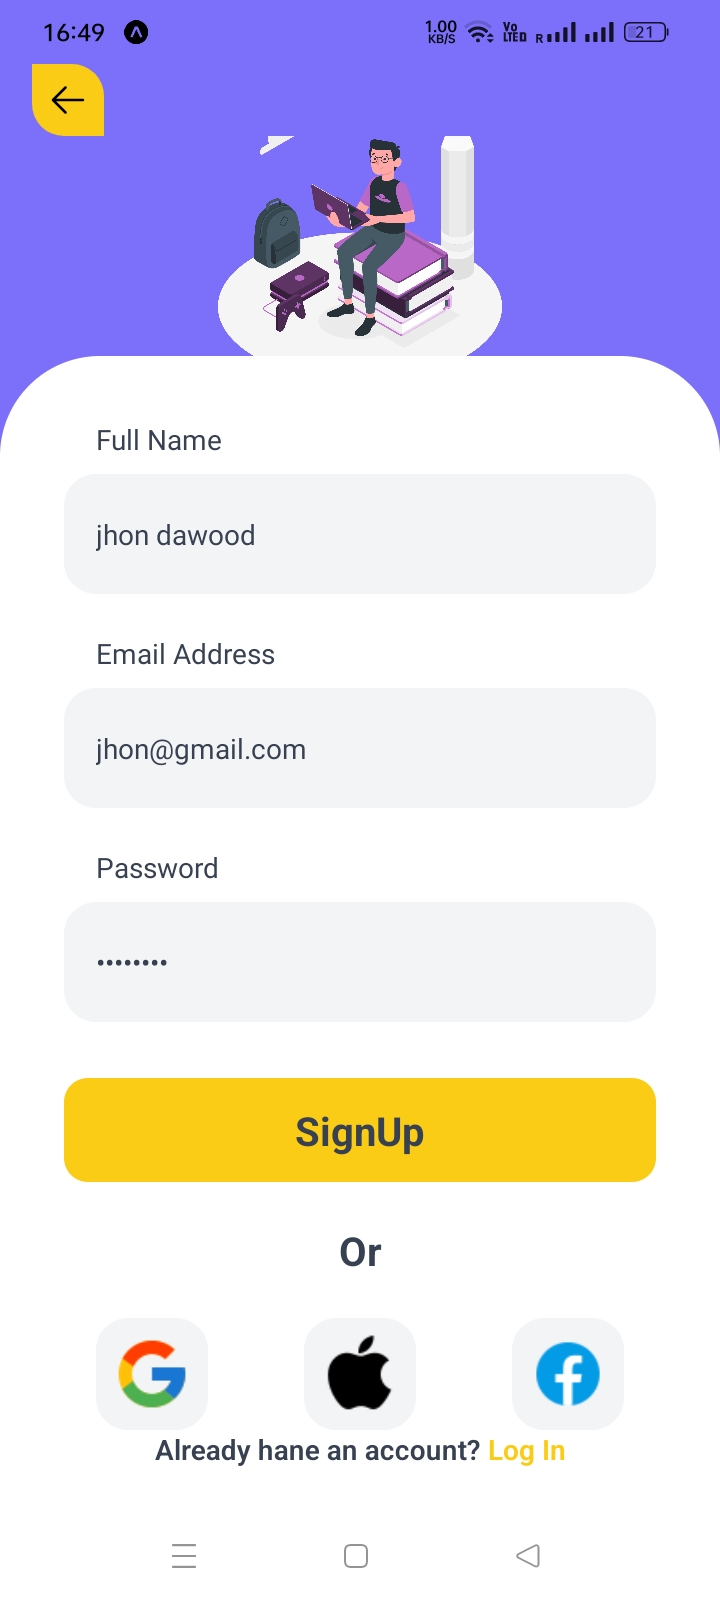 16:49
1.00 KB/S Vo LTED R 21
Full Name
jhon dawood
Email Address
jhon@gmail.com
Password
••••••••
SignUp
Or
Already hane an account? Log In